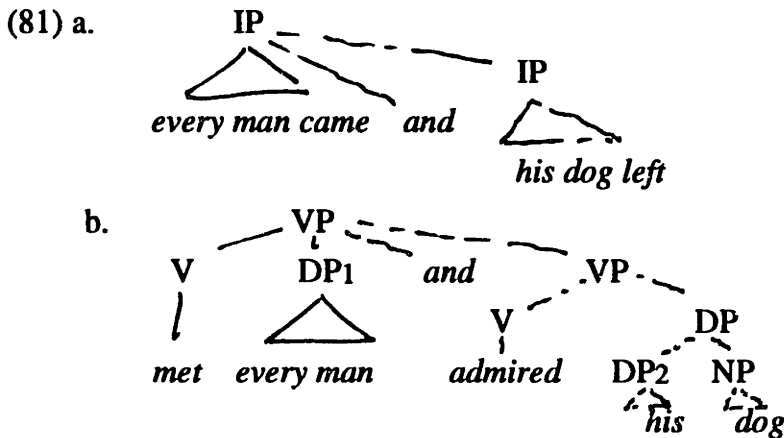 (81) a. IP
IP
every man came and
his dog left
b. VP
V DP1 and VP
V DP
met every man admired DP2 NP
his dog